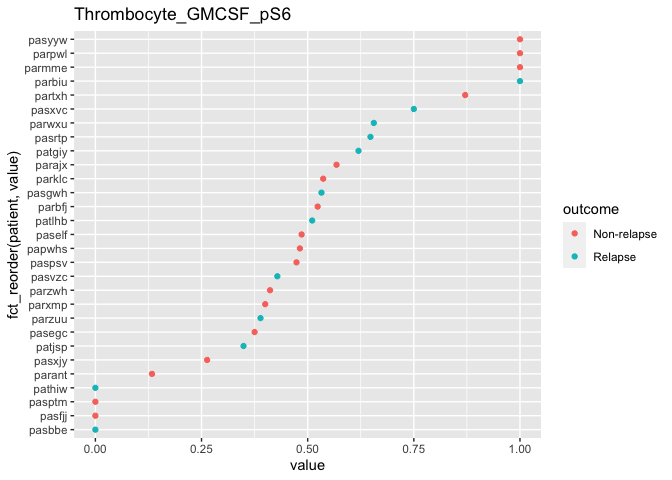 Thrombocyte_GMCSF_pS6
fct_reorder(patient, value)
pasyyw
parpwl
parmme
parbiu
partxh
pasxvc
parwxu
pasrtp
patgiy
parajx
parklc
pasgwh
parbfj
patlhb
paself
papwhs
paspsv
pasvzc
parzwh
parxmp
parzuu
pasegc
patjsp
pasxjy
parant
pathiw
pasptm
pasfjj
pasbbe
0.00 0.25 0.50 0.75 1.00
value
outcome
Non-relapse
Relapse